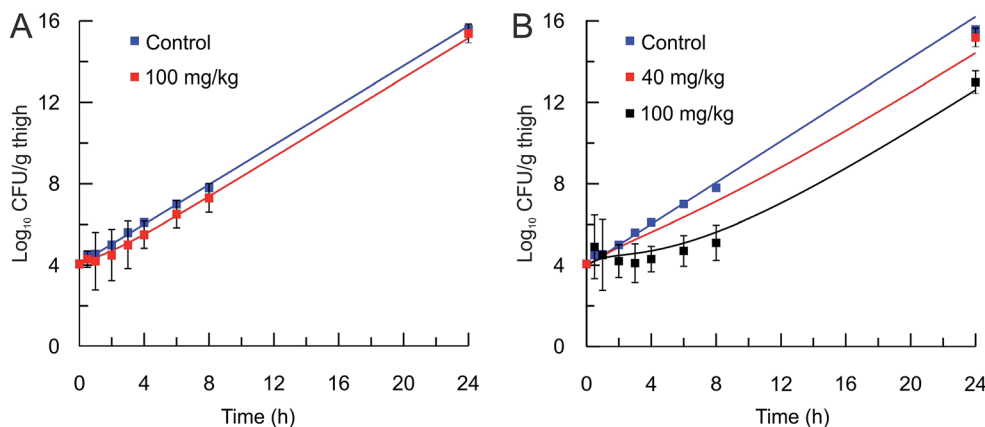 A
Control
100 mg/kg
Log₁₀ CFU/g thigh
16
12
8
4
0
0 4 8 12 16 20 24
Time (h)
B
Control
40 mg/kg
100 mg/kg
Log₁₀ CFU/g thigh
16
12
8
4
0
0 4 8 12 16 20 24
Time (h)